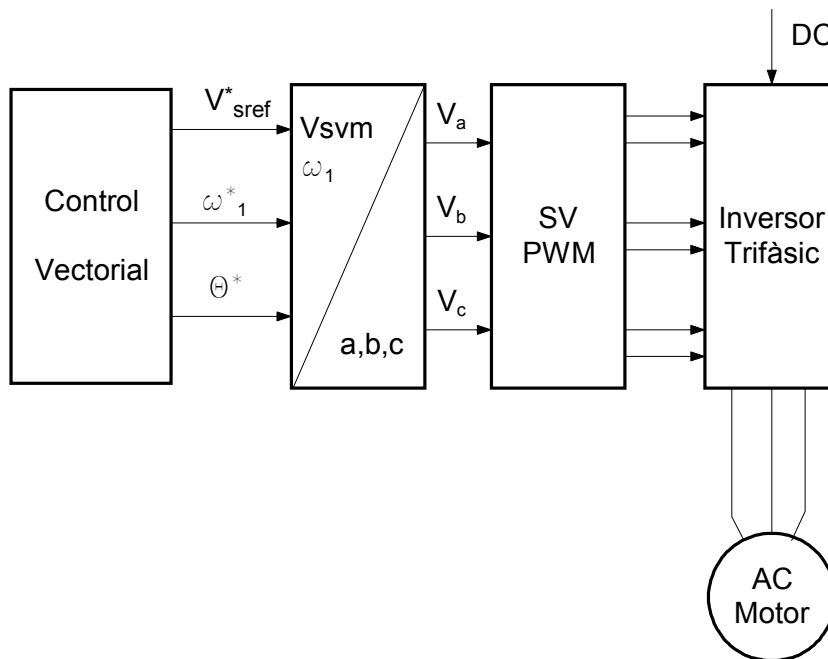 DC
V*sref
Vsvm
ω1
Va
Control
Vectorial
ω*1
Vb
SV
PWM
Inversor
Trifàsic
Θ*
Vc
a,b,c
AC
Motor